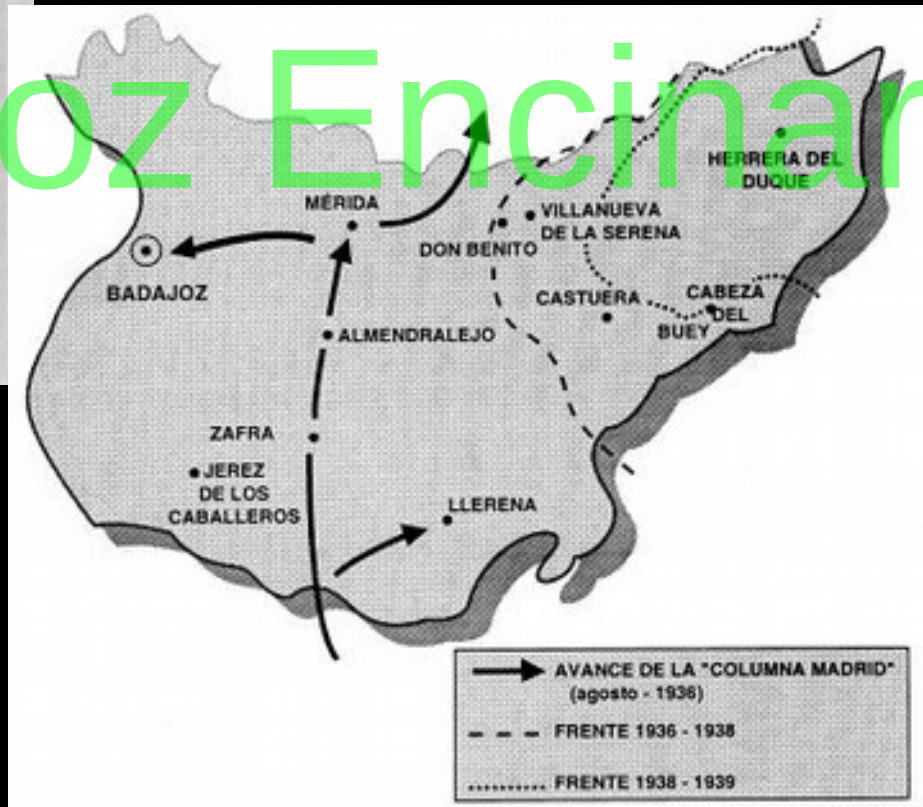 oz Encinar
HERRERA DEL
DUQUE
MÉRIDA
VILLANUEVA
DE LA SERENA
DON BENITO
BADAJOZ
CASTUERA
CABEZA
DEL
BUEY
ALMENDRALEJO
ZAFRA
JEREZ
DE LOS
CABALLEROS
LLERENA
AVANCE DE LA "COLUMNA MADRID"
(agosto - 1936)
FRENTE 1936 - 1938
FRENTE 1938 - 1939